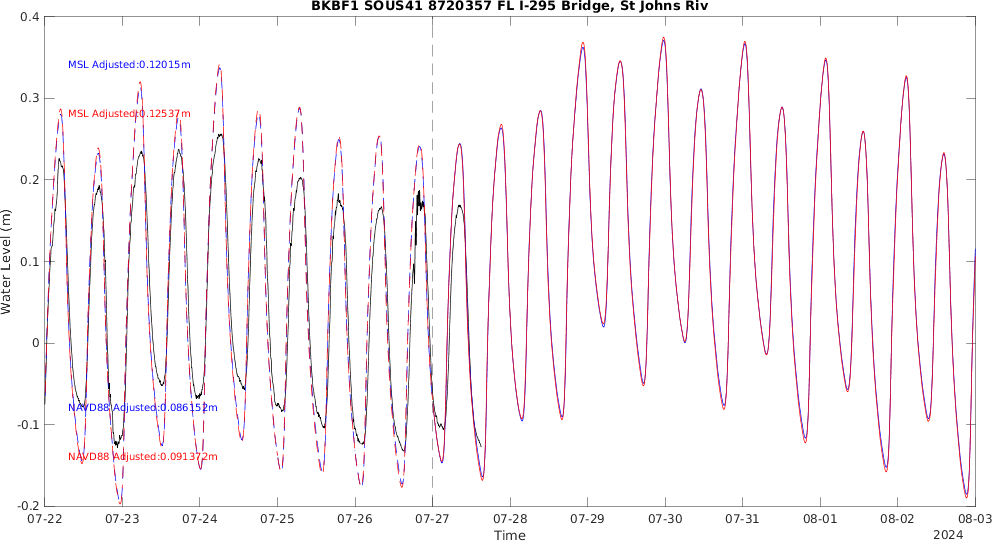 BKBF1 SOUS41 8720357 FL I-295 Bridge, St Johns Riv
0.4
0.3
0.2
0.1
0
-0.1
-0.2
Water Level (m)
MSL Adjusted:0.12015m
MSL Adjusted:0.12537m
NAVD88 Adjusted:0.086152m
NAVD88 Adjusted:0.091372m
07-22 07-23 07-24 07-25 07-26 07-27 07-28 07-29 07-30 07-31 08-01 08-02 08-03
Time
2024